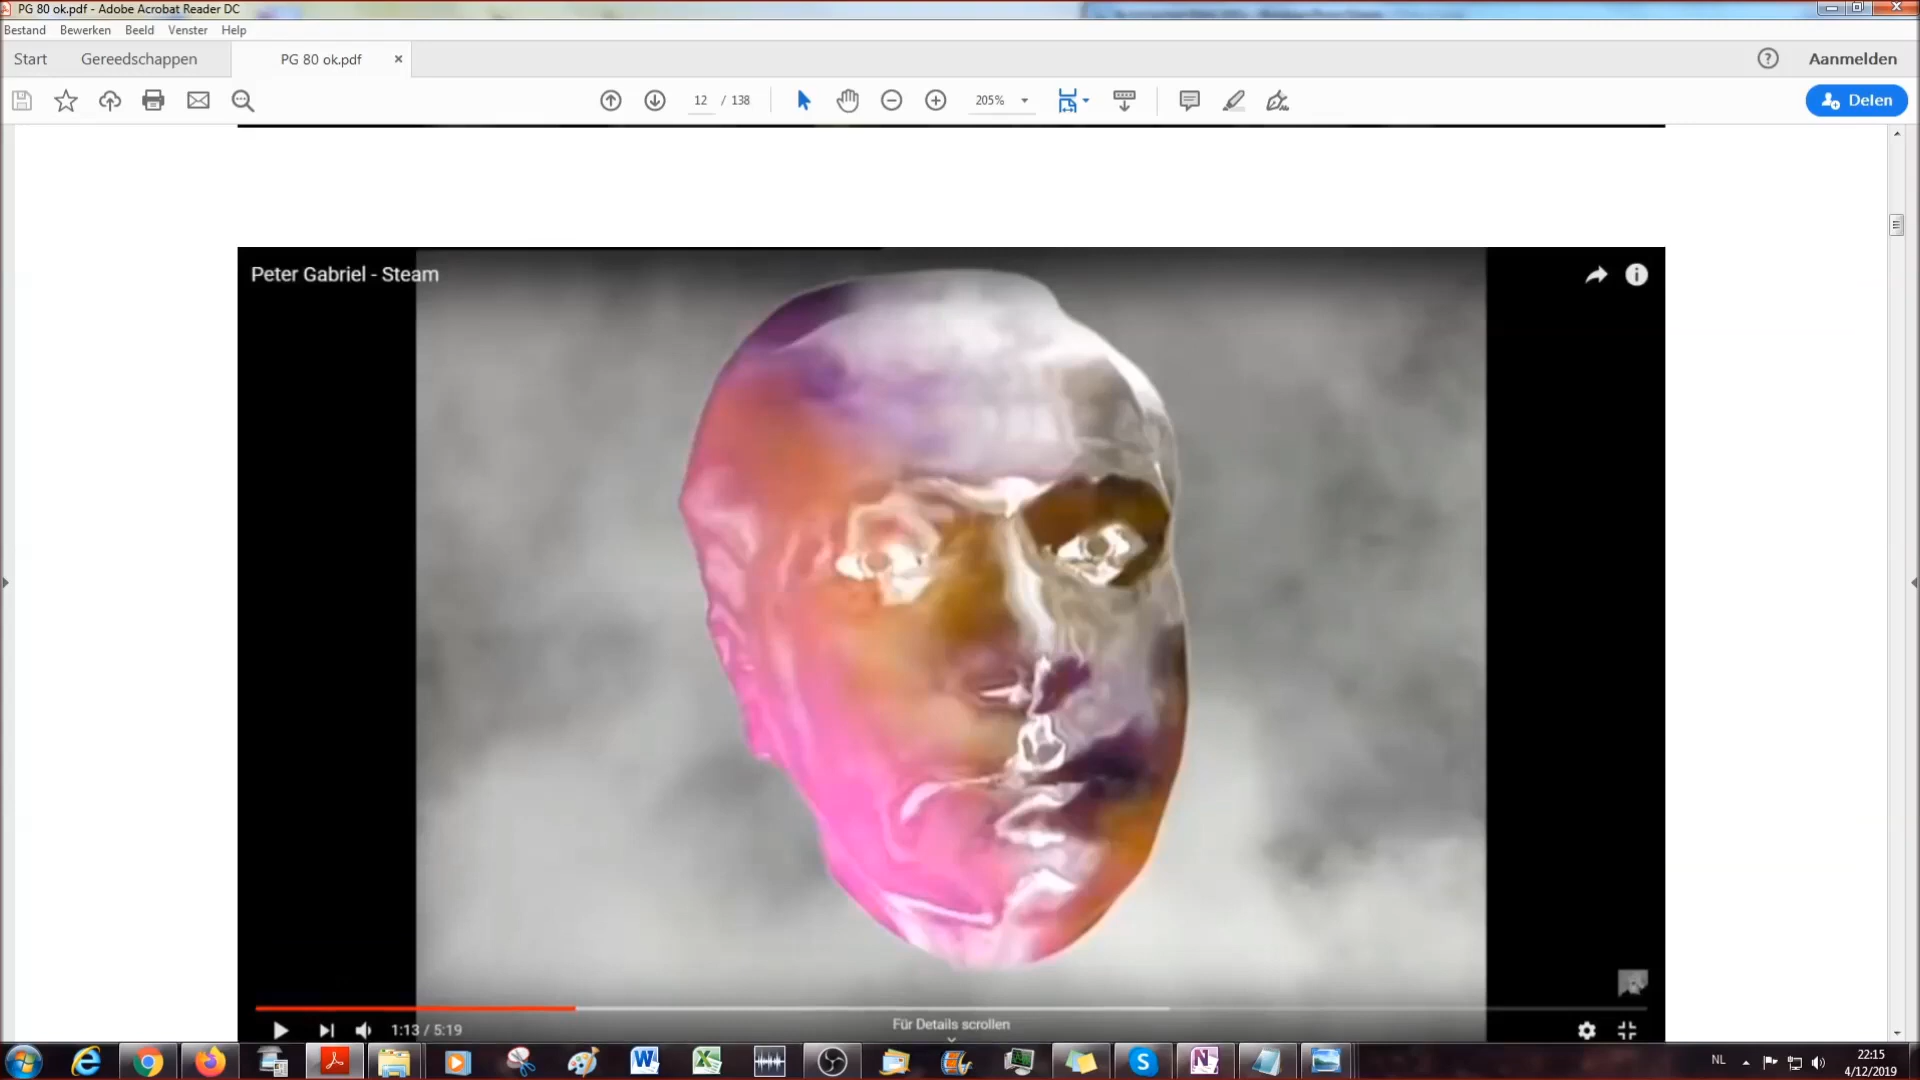 PG 80 ok.pdf - Adobe Acrobat Reader DC
Bestand Bewerken Beeld Venster Help
Start Gereedschappen PG 80 ok.pdf Aanmelden
12 / 138 205% Delen
Peter Gabriel - Steam
Für Details scrollen
1:13 / 5:19
NL 22:15
4/12/2019